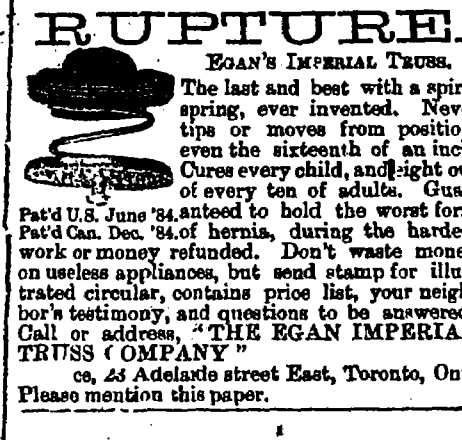 RUPTURE.
EGAN'S IMPERIAL TRUSS.
The last and best with a spir
spring, ever invented. Nev
tips or moves from positio
even the sixteenth of an inc
Cures every child, and eight o
of every ten of adults. Gua
Pat'd U.S. June '84. anteed to hold the worst for
Pat'd Can. Dec. '84. of hernia, during the harde
work or money refunded. Don't waste mone
on useless appliances, but send stamp for illu
trated circular, contains price list, your neigh
bor's testimony, and questions to be answered
Call or address, "THE EGAN IMPERIA
TRUSS COMPANY"
ce, 23 Adelaide street East, Toronto, On
Please mention this paper.